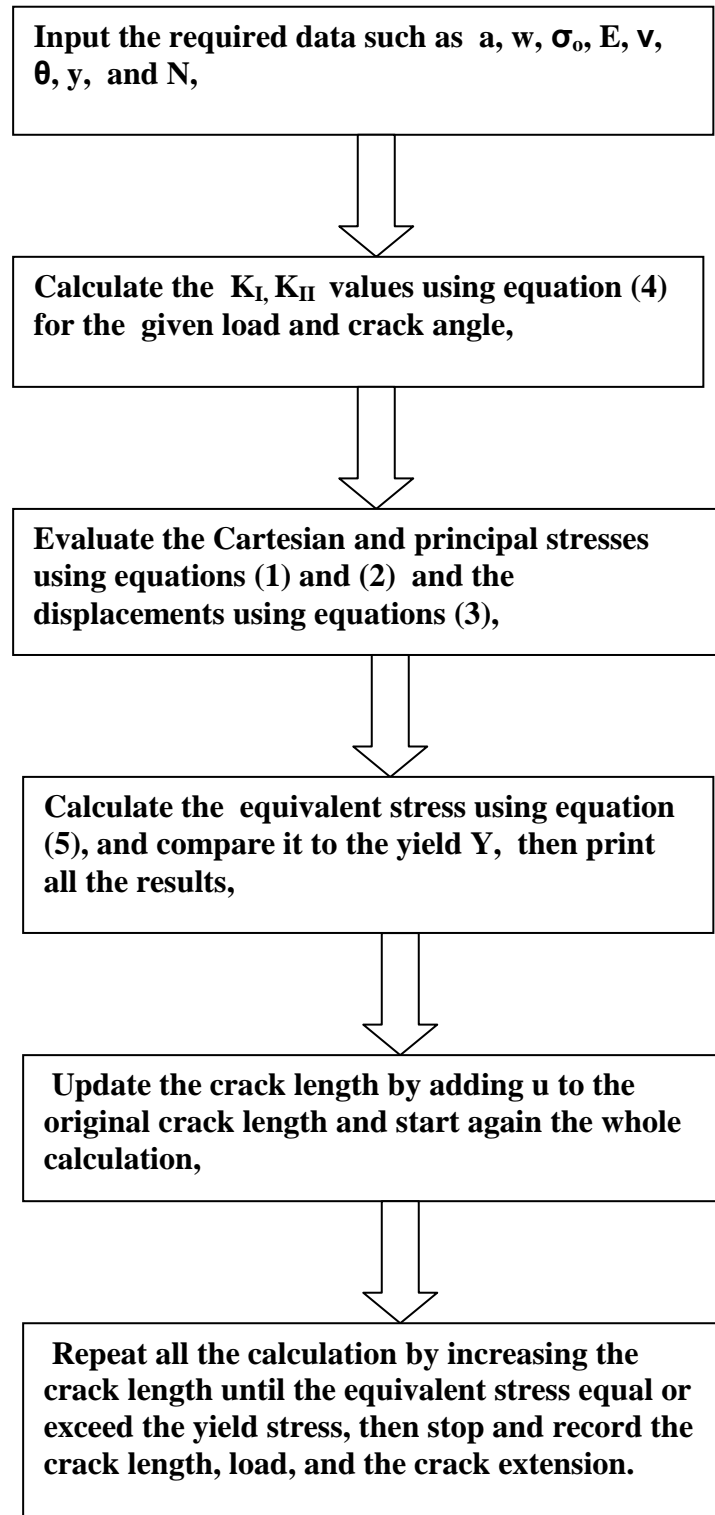 Input the required data such as a, w, σo, E, ν,
θ, y, and N,
Calculate the KI, KII values using equation (4)
for the given load and crack angle,
Evaluate the Cartesian and principal stresses
using equations (1) and (2) and the
displacements using equations (3),
Calculate the equivalent stress using equation
(5), and compare it to the yield Y, then print
all the results,
Update the crack length by adding u to the
original crack length and start again the whole
calculation,
Repeat all the calculation by increasing the
crack length until the equivalent stress equal or
exceed the yield stress, then stop and record the
crack length, load, and the crack extension.